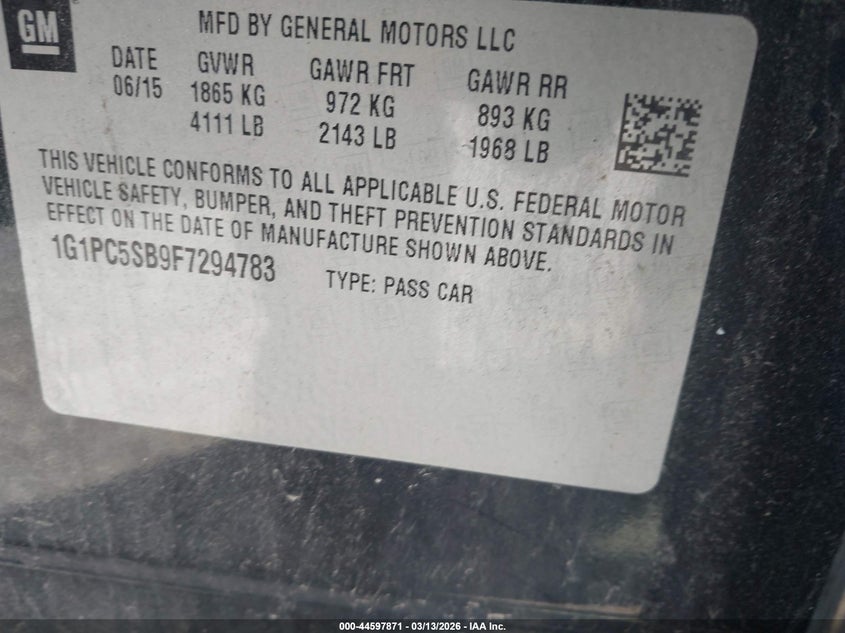 GM
MFD BY GENERAL MOTORS LLC
DATE GVWR GAWR FRT GAWR RR
06/15 1865 KG 972 KG 893 KG
4111 LB 2143 LB 1968 LB
THIS VEHICLE CONFORMS TO ALL APPLICABLE U.S. FEDERAL MOTOR
VEHICLE SAFETY, BUMPER, AND THEFT PREVENTION STANDARDS IN
EFFECT ON THE DATE OF MANUFACTURE SHOWN ABOVE.
1G1PC5SB9F7294783 TYPE: PASS CAR
000-44597871 - 03/13/2026 - IAA Inc.